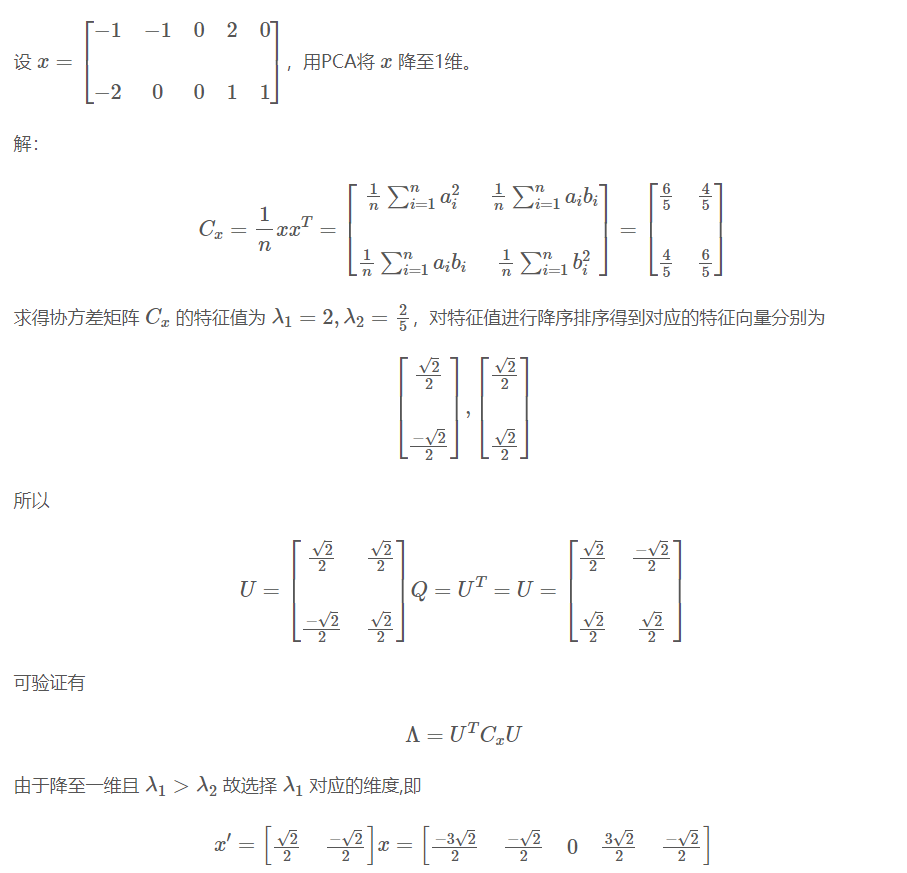 设 $x = \begin{bmatrix} -1 & -1 & 0 & 2 & 0 \\ -2 & 0 & 0 & 1 & 1 \end{bmatrix}$，用PCA将 $x$ 降至1维。
解：
$C_x = \frac{1}{n} x x^T = \begin{bmatrix} \frac{1}{n} \sum_{i=1}^{n} a_i^2 & \frac{1}{n} \sum_{i=1}^{n} a_i b_i \\ \frac{1}{n} \sum_{i=1}^{n} a_i b_i & \frac{1}{n} \sum_{i=1}^{n} b_i^2 \end{bmatrix} = \begin{bmatrix} \frac{6}{5} & \frac{4}{5} \\ \frac{4}{5} & \frac{6}{5} \end{bmatrix}$
求得协方差矩阵 $C_x$ 的特征值为 $\lambda_1 = 2, \lambda_2 = \frac{2}{5}$，对特征值进行降序排序得到对应的特征向量分别为
$\begin{bmatrix} \frac{\sqrt{2}}{2} \\ \frac{-\sqrt{2}}{2} \end{bmatrix}, \begin{bmatrix} \frac{\sqrt{2}}{2} \\ \frac{\sqrt{2}}{2} \end{bmatrix}$
所以
$U = \begin{bmatrix} \frac{\sqrt{2}}{2} & \frac{\sqrt{2}}{2} \\ \frac{-\sqrt{2}}{2} & \frac{\sqrt{2}}{2} \end{bmatrix} Q = U^T = U = \begin{bmatrix} \frac{\sqrt{2}}{2} & \frac{-\sqrt{2}}{2} \\ \frac{\sqrt{2}}{2} & \frac{\sqrt{2}}{2} \end{bmatrix}$
可验证有
$\Lambda = U^T C_x U$
由于降至一维且 $\lambda_1 > \lambda_2$ 故选择 $\lambda_1$ 对应的维度,即
$x' = \begin{bmatrix} \frac{\sqrt{2}}{2} & \frac{-\sqrt{2}}{2} \end{bmatrix} x = \begin{bmatrix} \frac{-3\sqrt{2}}{2} & \frac{-\sqrt{2}}{2} & 0 & \frac{3\sqrt{2}}{2} & \frac{-\sqrt{2}}{2} \end{bmatrix}$